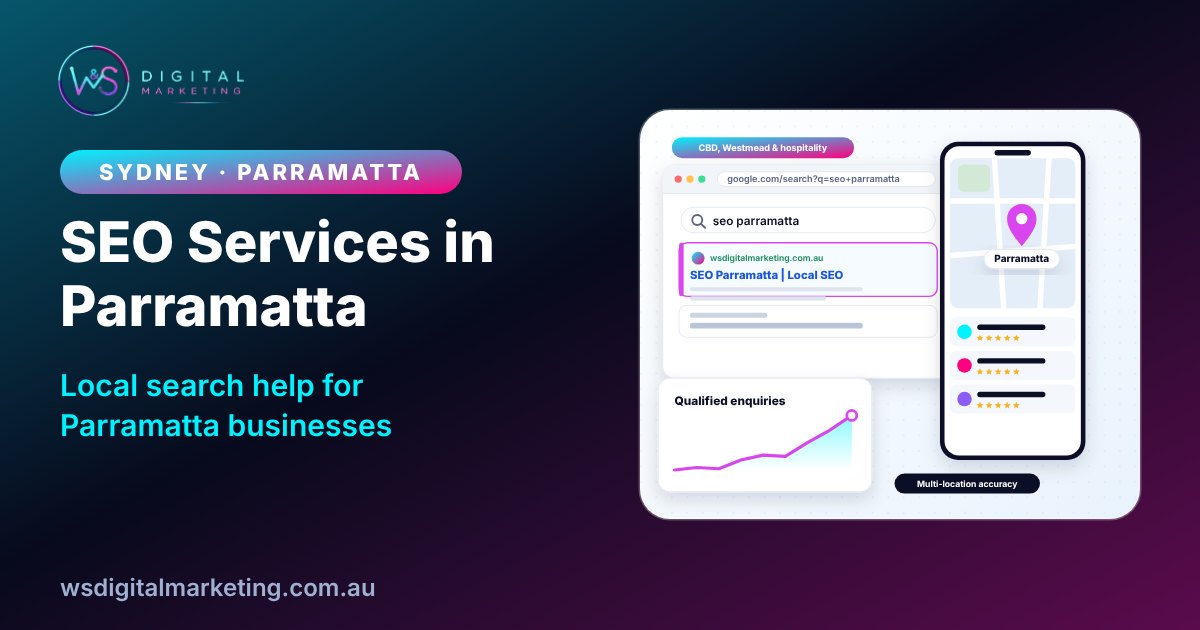 W&S DIGITAL
MARKETING
SYDNEY · PARRAMATTA
SEO Services in
Parramatta
Local search help for
Parramatta businesses
wsdigitalmarketing.com.au
CBD, Westmead & hospitality
google.com/search?q=seo+parramatta
seo parramatta
wsdigitalmarketing.com.au
SEO Parramatta | Local SEO
Qualified enquiries
Parramatta
Multi-location accuracy